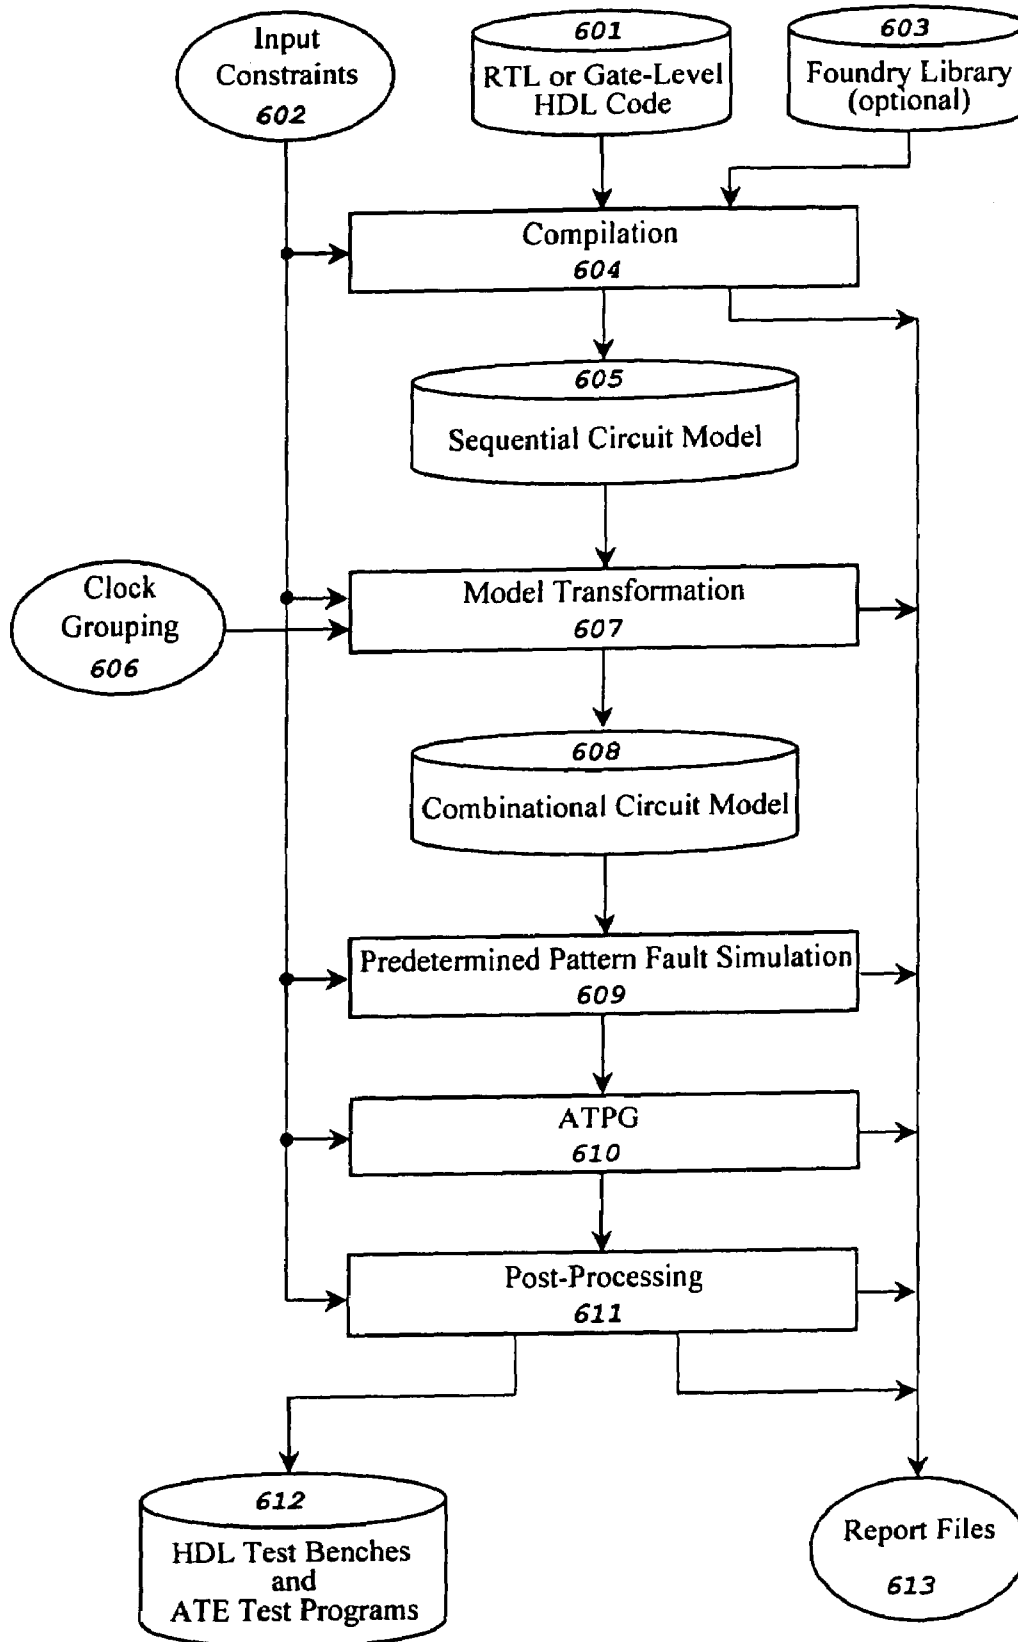 Input
Constraints
602
601
RTL or Gate-Level
HDL Code
603
Foundry Library
(optional)
Compilation
604
605
Sequential Circuit Model
Clock
Grouping
606
Model Transformation
607
608
Combinational Circuit Model
Predetermined Pattern Fault Simulation
609
ATPG
610
Post-Processing
611
612
HDL Test Benches
and
ATE Test Programs
Report Files
613